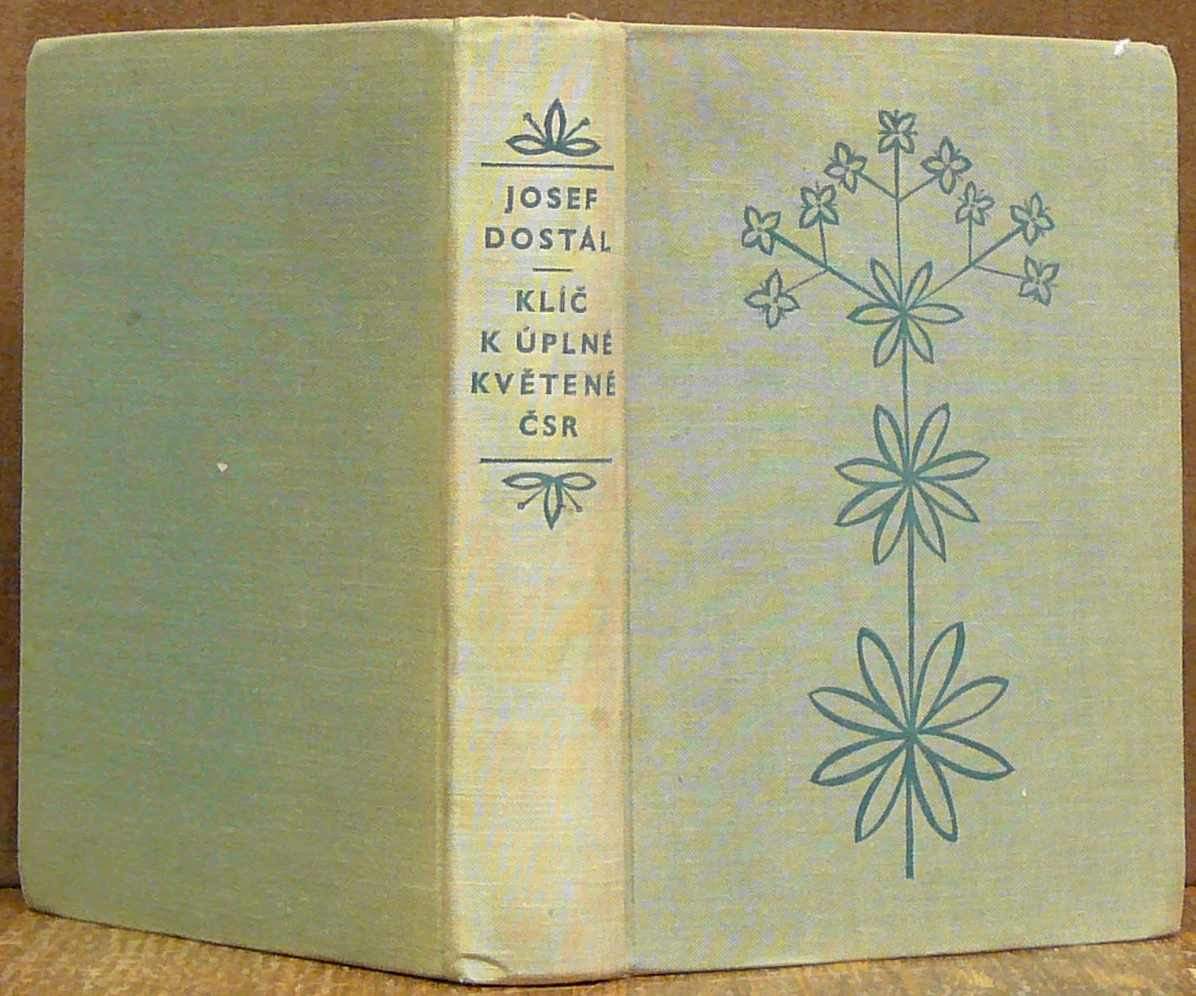 JOSEF
DOSTÁL
KLÍČ
K ÚPLNÉ
KVĚTENĚ
ČSR